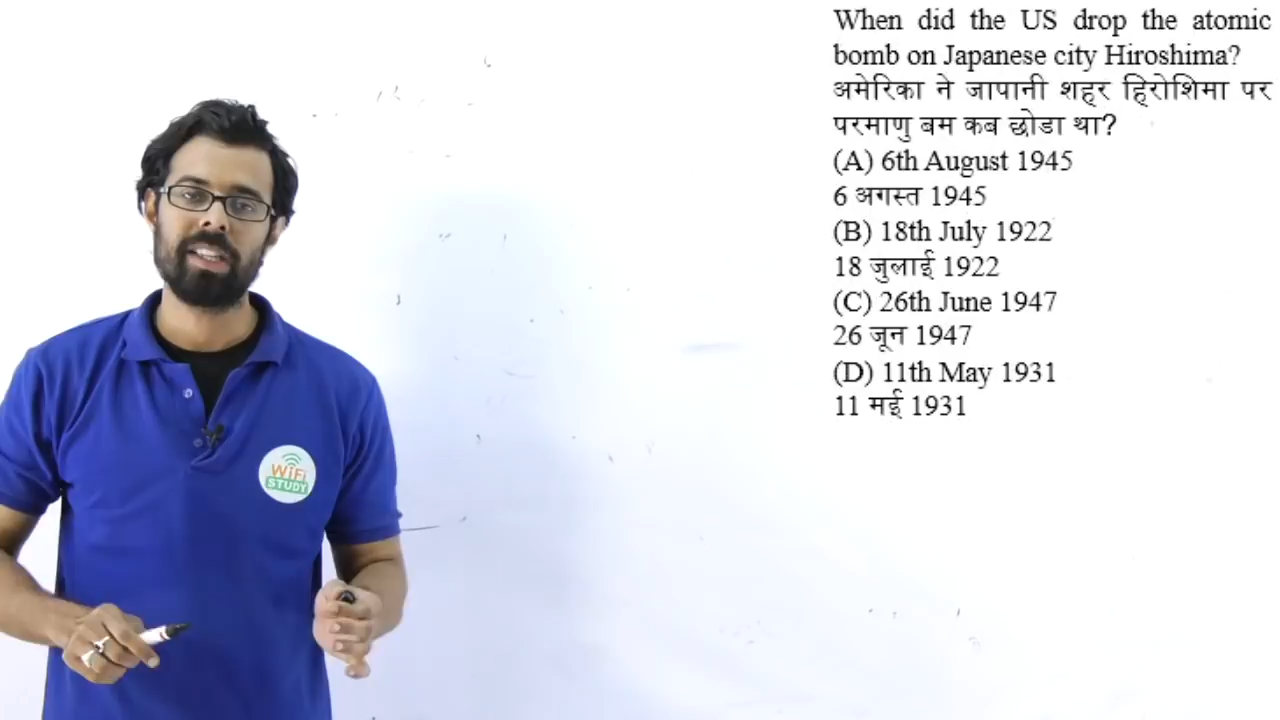 When did the US drop the atomic
bomb on Japanese city Hiroshima?
अमेरिका ने जापानी शहर हिरोशिमा पर
परमाणु बम कब छोडा था?
(A) 6th August 1945
6 अगस्त 1945
(B) 18th July 1922
18 जुलाई 1922
(C) 26th June 1947
26 जून 1947
(D) 11th May 1931
11 मई 1931
WiFi
STUDY